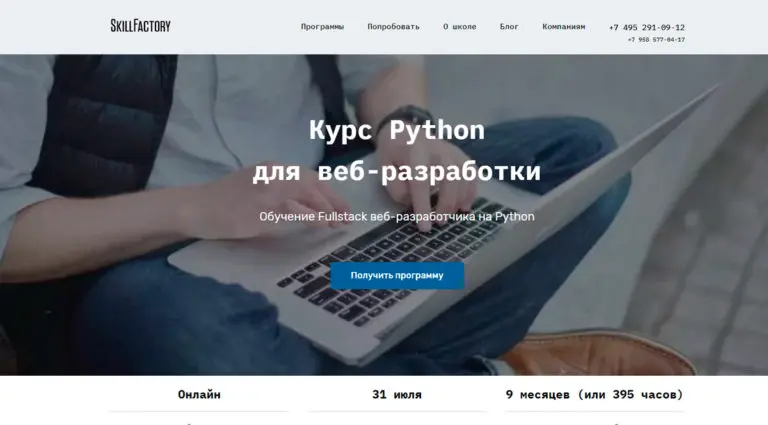 SKILLFACTORY
Программы
Попробовать
О школе
Блог
Компаниям
+7 495 291-09-12
+7 958 577-04-17
Курс Python
для веб-разработки
Обучение Fullstack веб-разработчика на Python
Получить программу
Онлайн
31 июля
9 месяцев (или 395 часов)